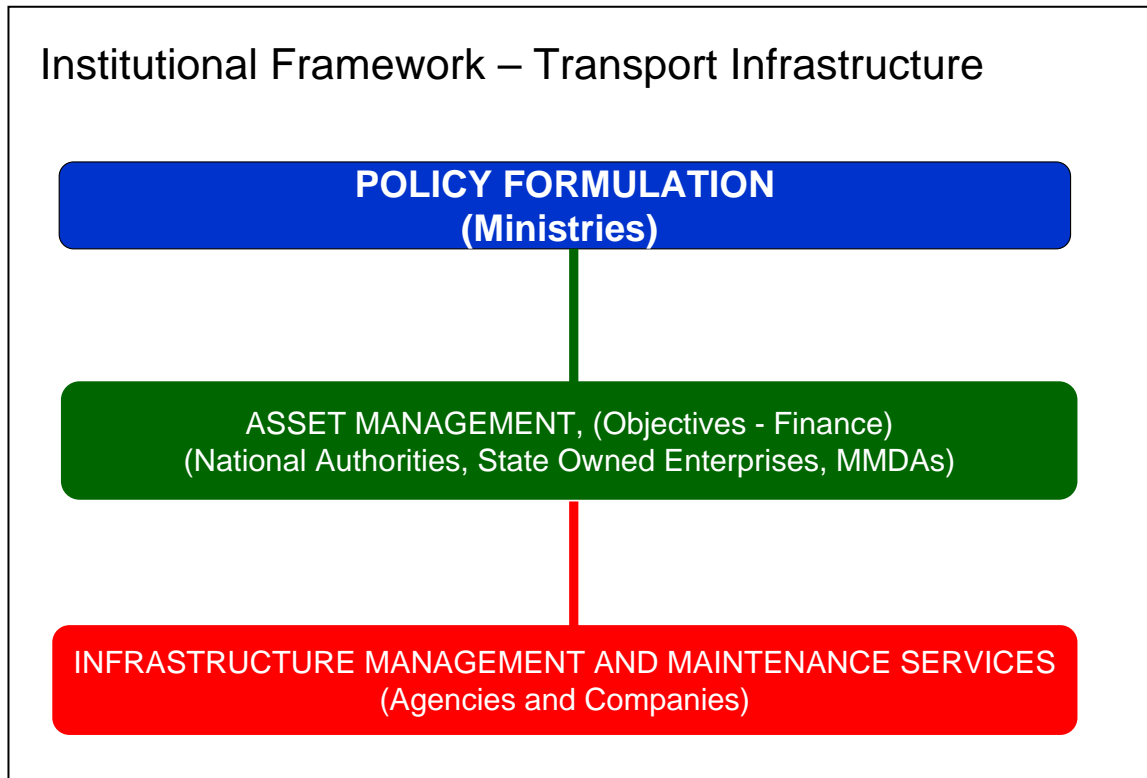 Institutional Framework – Transport Infrastructure
POLICY FORMULATION
(Ministries)
ASSET MANAGEMENT, (Objectives - Finance)
(National Authorities, State Owned Enterprises, MMDAs)
INFRASTRUCTURE MANAGEMENT AND MAINTENANCE SERVICES
(Agencies and Companies)